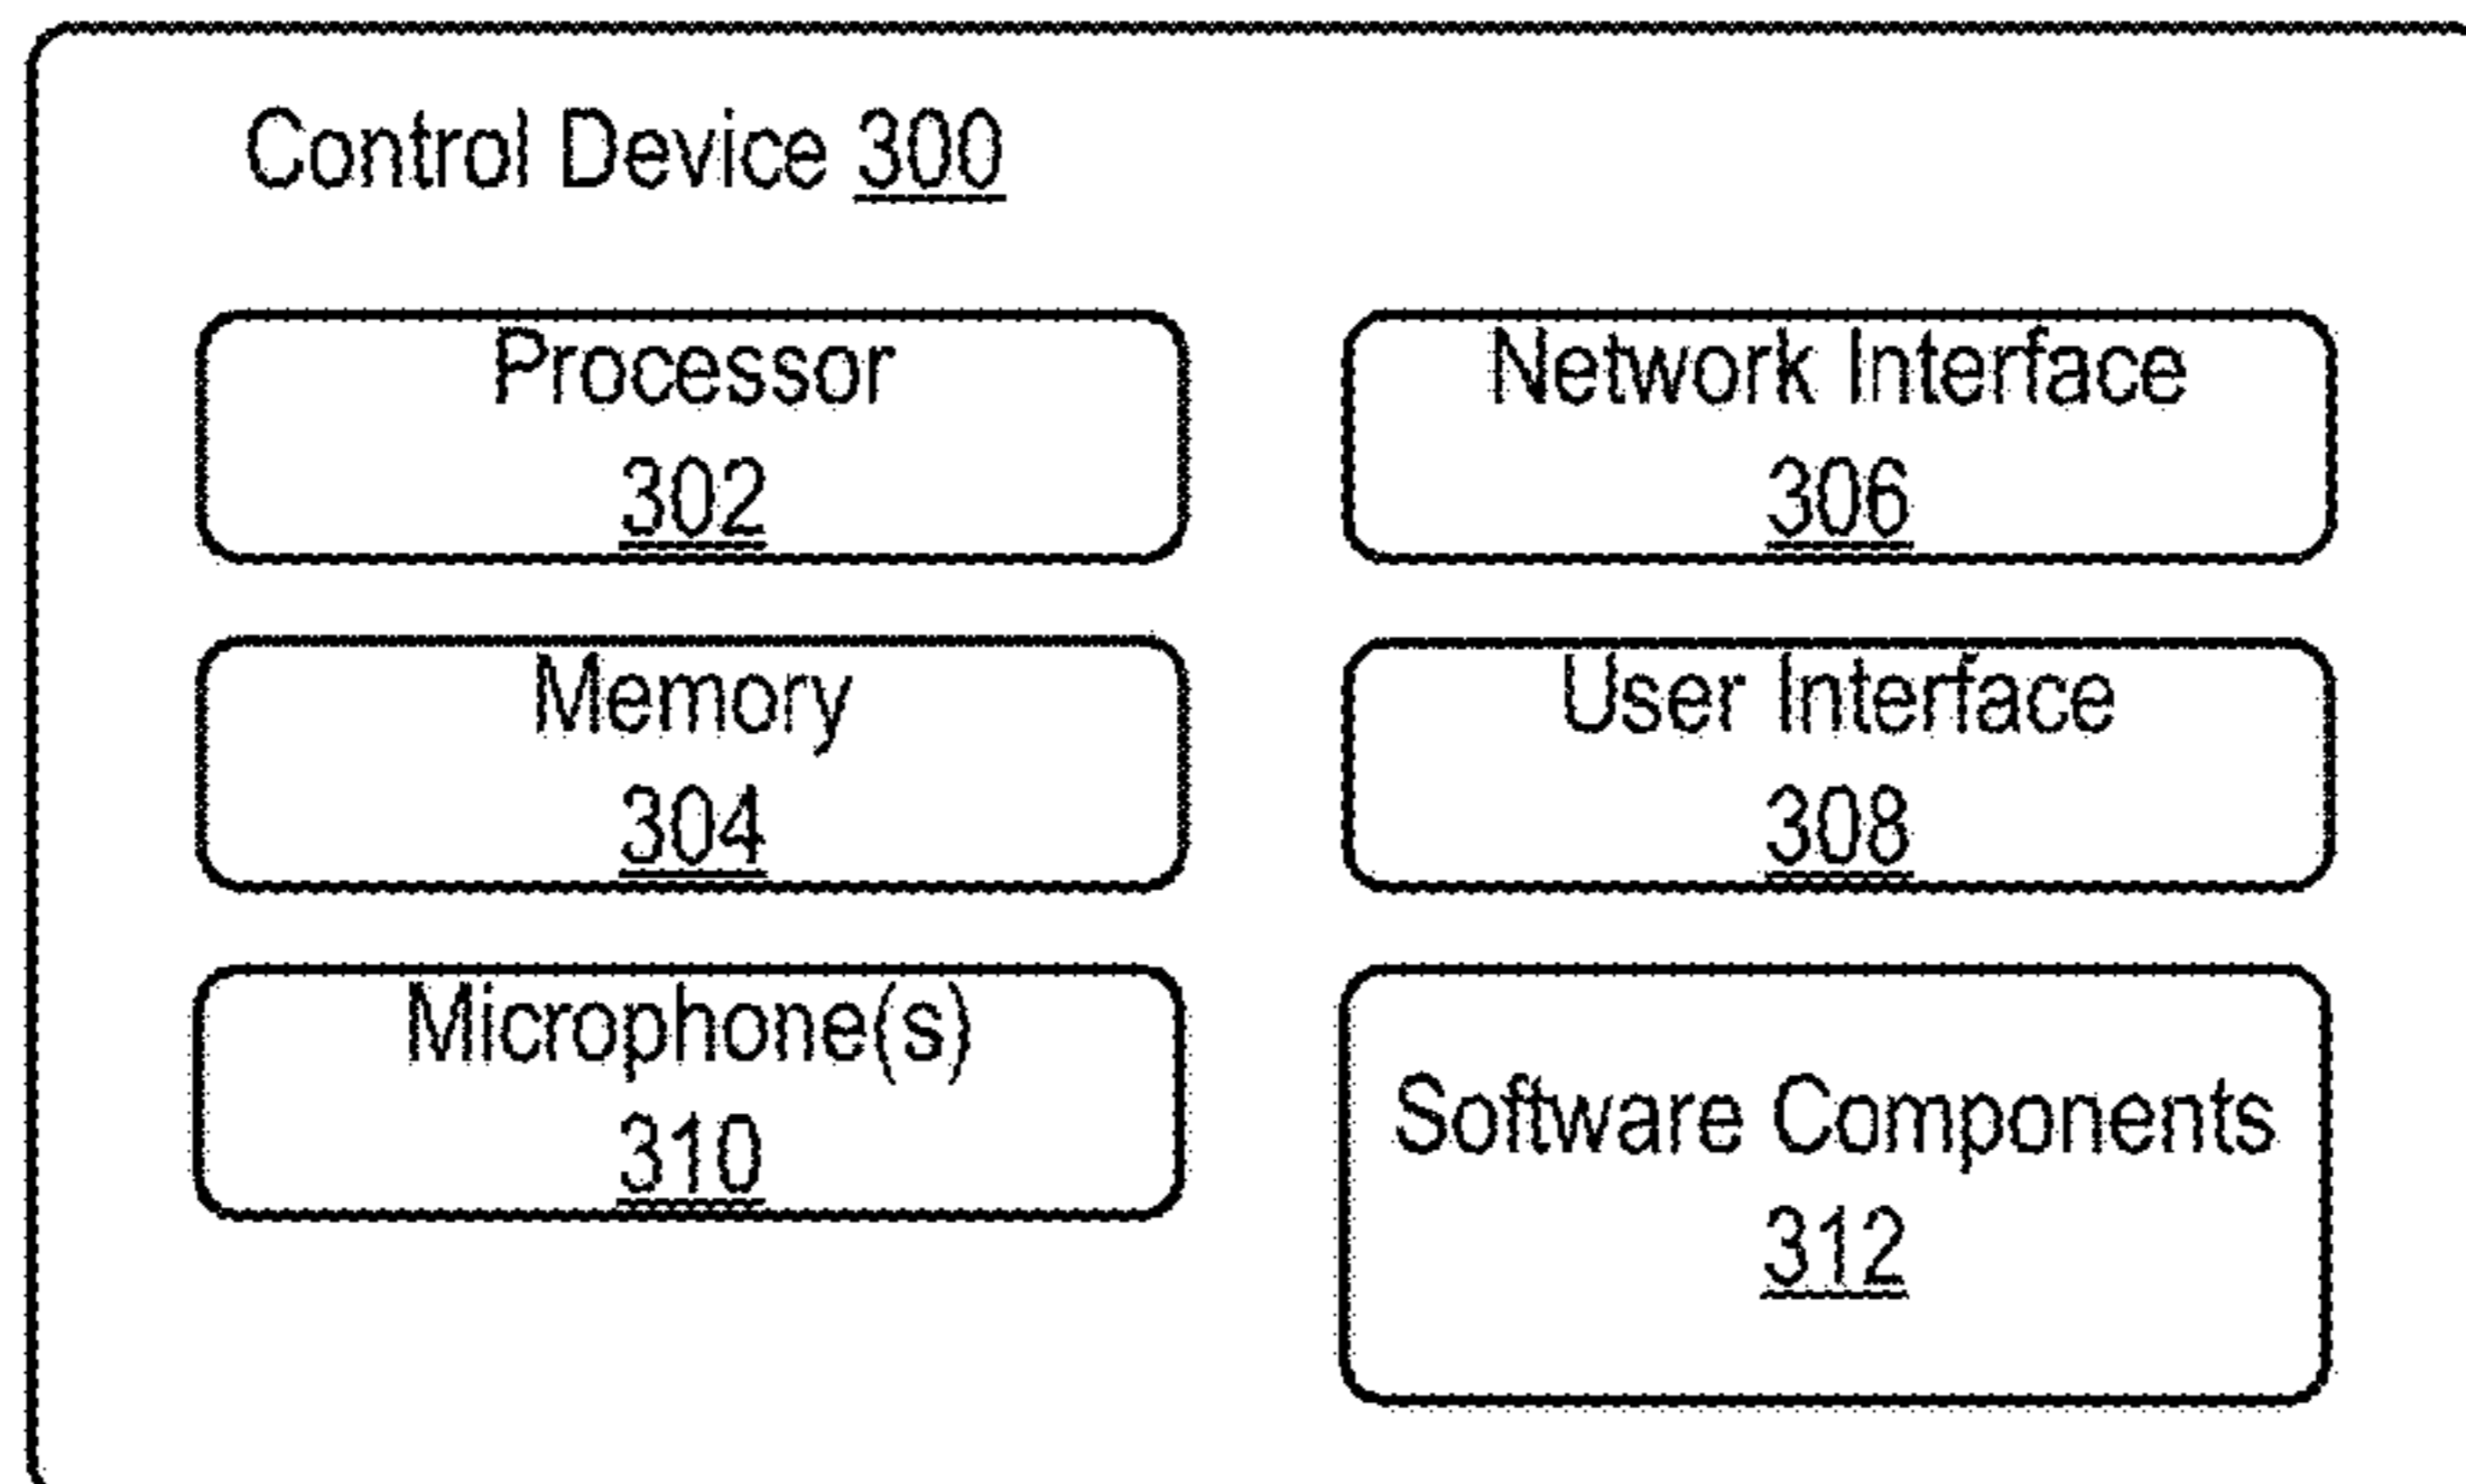 Control Device 300
Processor
302
Network Interface
306
Memory
304
User Interface
308
Microphone(s)
310
Software Components
312